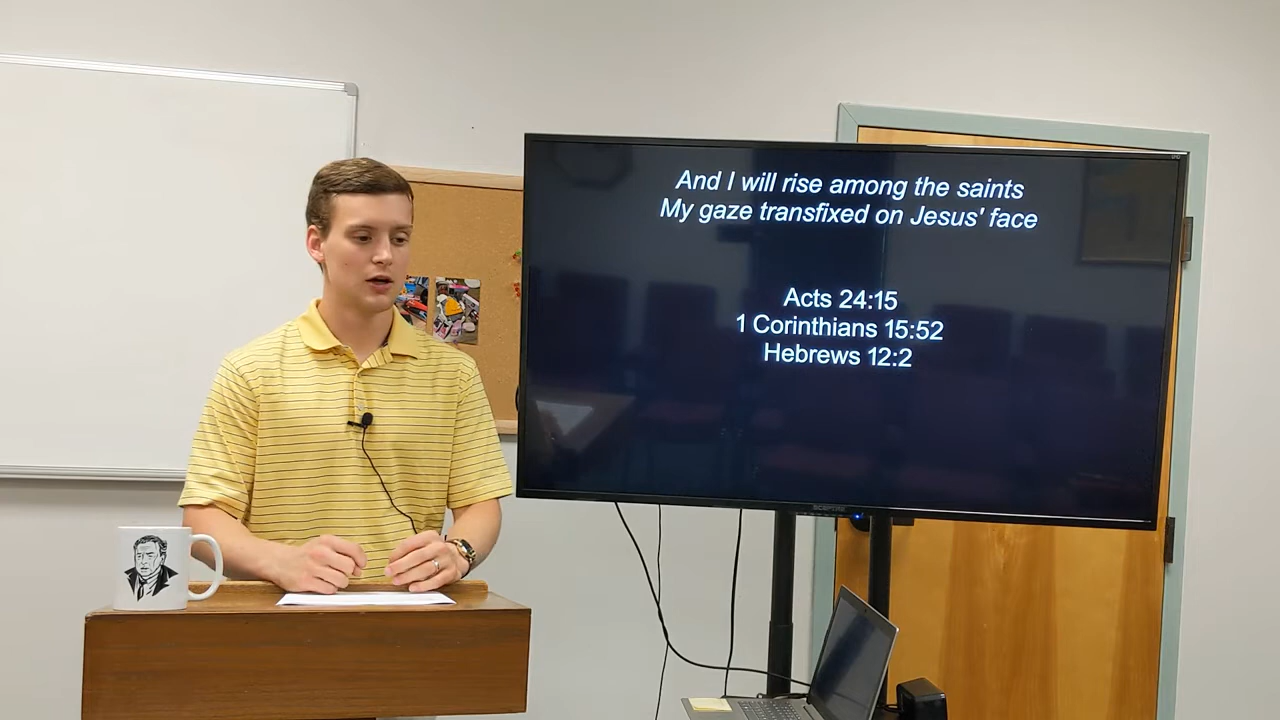 And I will rise among the saints
My gaze transfixed on Jesus' face
Acts 24:15
1 Corinthians 15:52
Hebrews 12:2
SCEPTRE